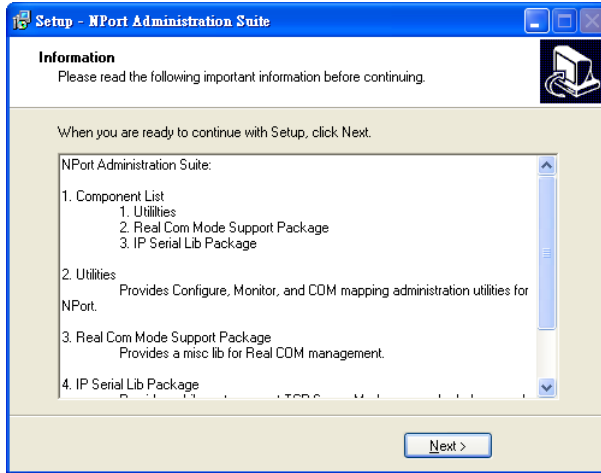 Setup - NPort Administration Suite
Information
Please read the following important information before continuing.
When you are ready to continue with Setup, click Next.
NPort Administration Suite:
1. Component List
1. Utililties
2. Real Com Mode Support Package
3. IP Serial Lib Package
2. Utilities
Provides Configure, Monitor, and COM mapping administration utilities for
NPort.
3. Real Com Mode Support Package
Provides a misc lib for Real COM management.
4. IP Serial Lib Package
Next >